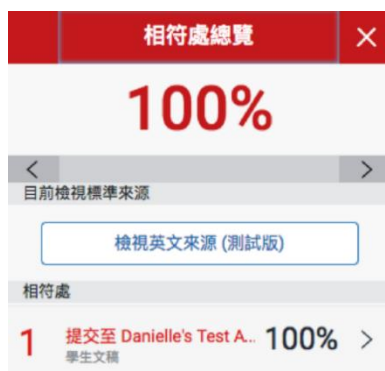 相符處總覽
100%
目前檢視標準來源
檢視英文來源 (測試版)
相符處
1 提交至 Danielle's Test A... 100%
學生文稿